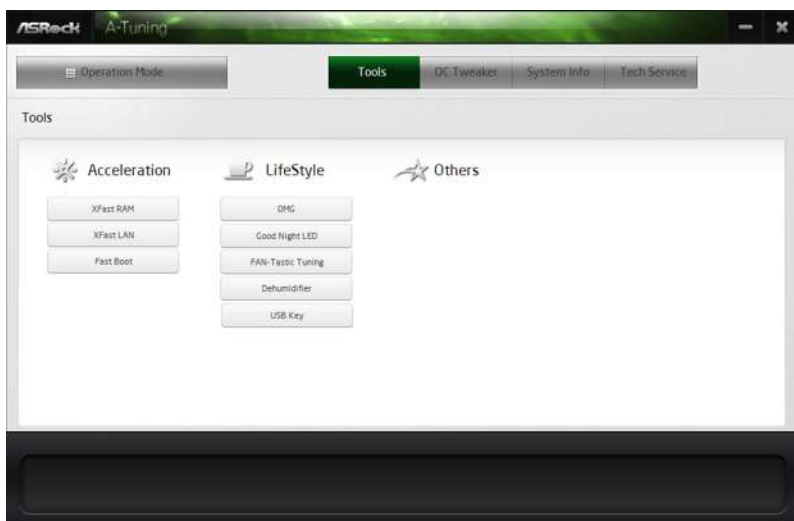 ASRock A-Tuning
Operation Mode
Tools
OC Tweaker
System Info
Tech Service
Tools
Acceleration
XFast RAM
XFast LAN
Fast Boot
LifeStyle
OMG
Good Night LED
FAN-Tastic Tuning
Dehumidifier
USB Key
Others